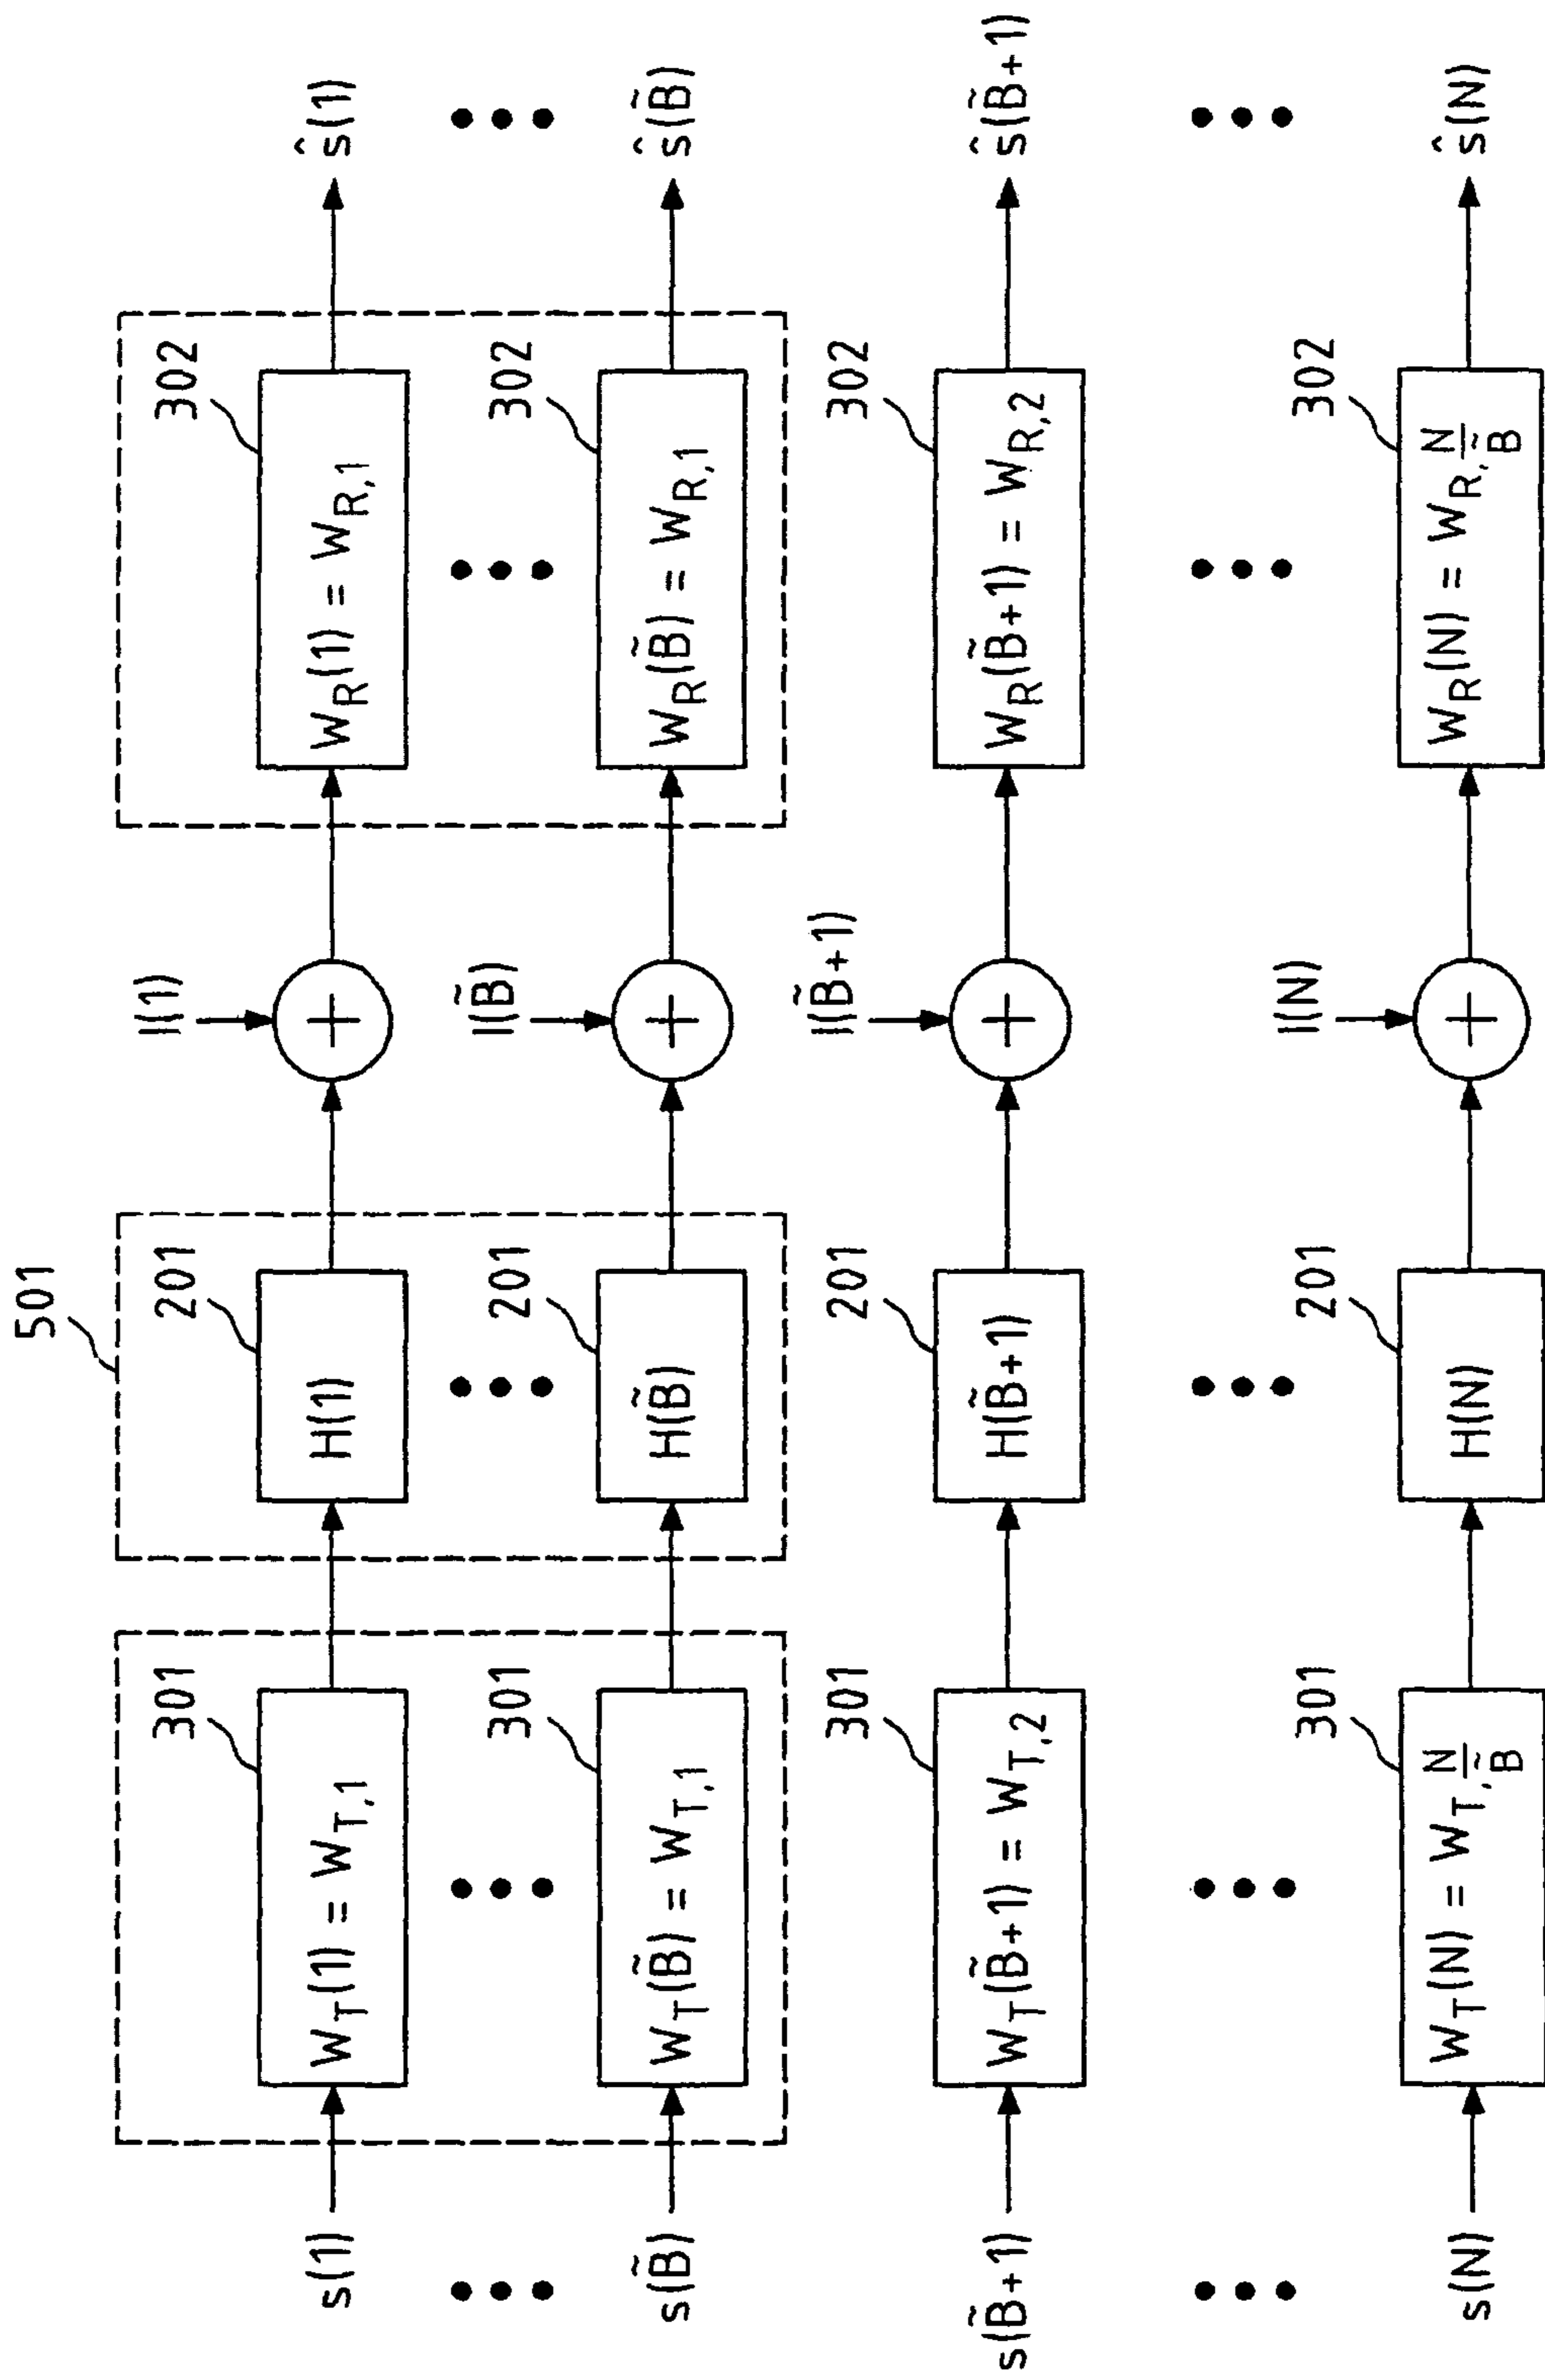 501
301
201
302
s(1)
W_T(1) = W_T,1
H(1)
I(1)
+
W_R(1) = W_R,1
ŝ(1)
301
201
302
s(B̃)
W_T(B̃) = W_T,1
H(B̃)
I(B̃)
+
W_R(B̃) = W_R,1
ŝ(B̃)
301
201
302
s(B̃+1)
W_T(B̃+1) = W_T,2
H(B̃+1)
I(B̃+1)
+
W_R(B̃+1) = W_R,2
ŝ(B̃+1)
301
201
302
s(N)
W_T(N) = W_T,N/B̃
H(N)
I(N)
+
W_R(N) = W_R,N/B̃
ŝ(N)